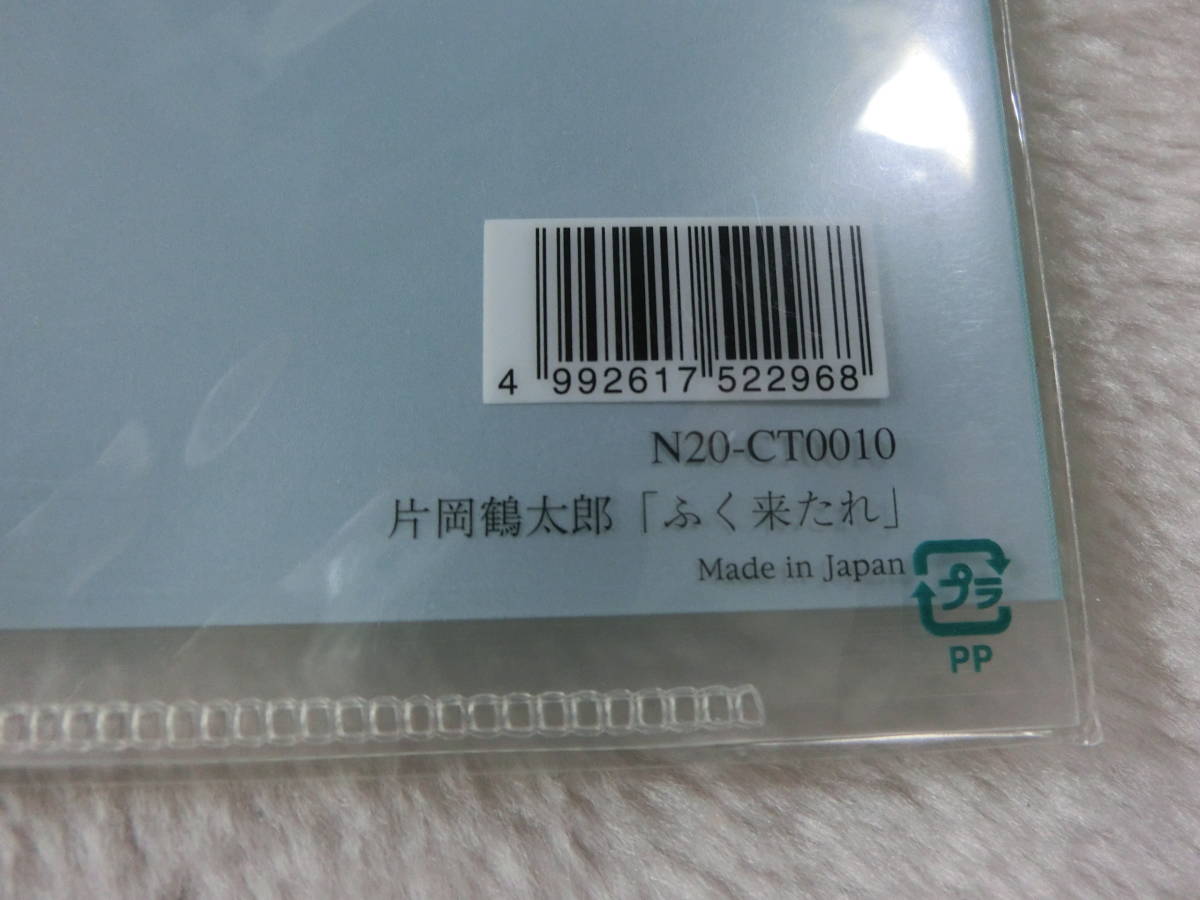 4 992617 522968
N20-CT0010
片岡鶴太郎「ふく来たれ」
Made in Japan
プラ
PP